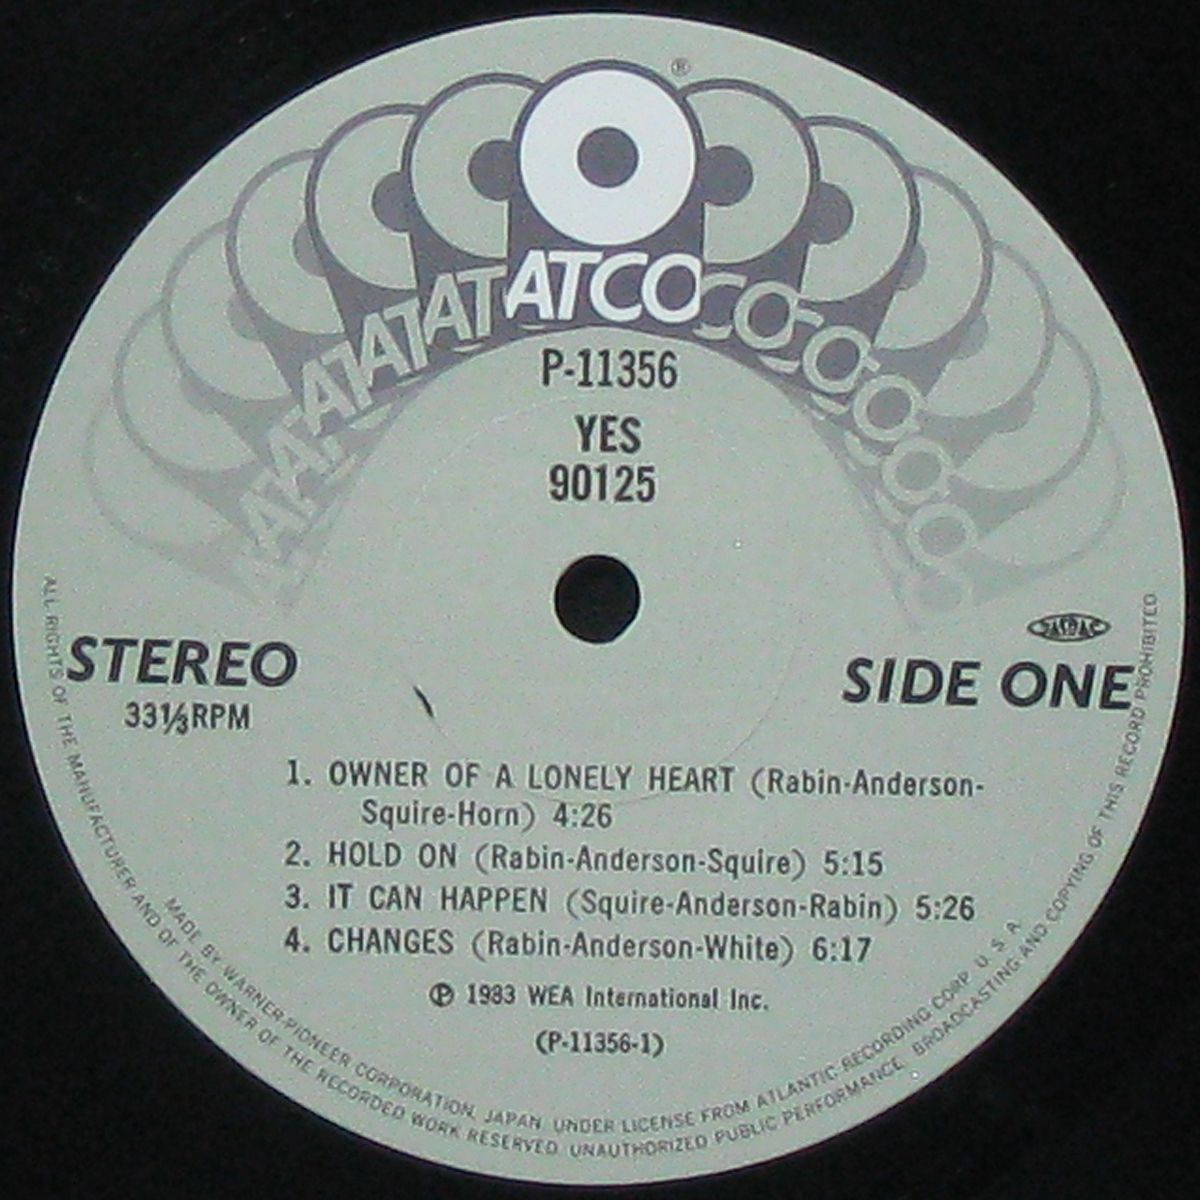 ®
ATCO
P-11356
YES
90125
STEREO
33⅓RPM
JASRAC
SIDE ONE
1. OWNER OF A LONELY HEART (Rabin-Anderson-
Squire-Horn) 4:26
2. HOLD ON (Rabin-Anderson-Squire) 5:15
3. IT CAN HAPPEN (Squire-Anderson-Rabin) 5:26
4. CHANGES (Rabin-Anderson-White) 6:17
℗ 1983 WEA International Inc.
(P-11356-1)
MADE BY WARNER-PIONEER CORPORATION, JAPAN. UNDER LICENSE FROM ATLANTIC RECORDING CORP. U. S. A.
ALL RIGHTS OF THE MANUFACTURER AND OF THE OWNER OF THE RECORDED WORK RESERVED. UNAUTHORIZED PUBLIC PERFORMANCE, BROADCASTING AND COPYING OF THIS RECORD PROHIBITED